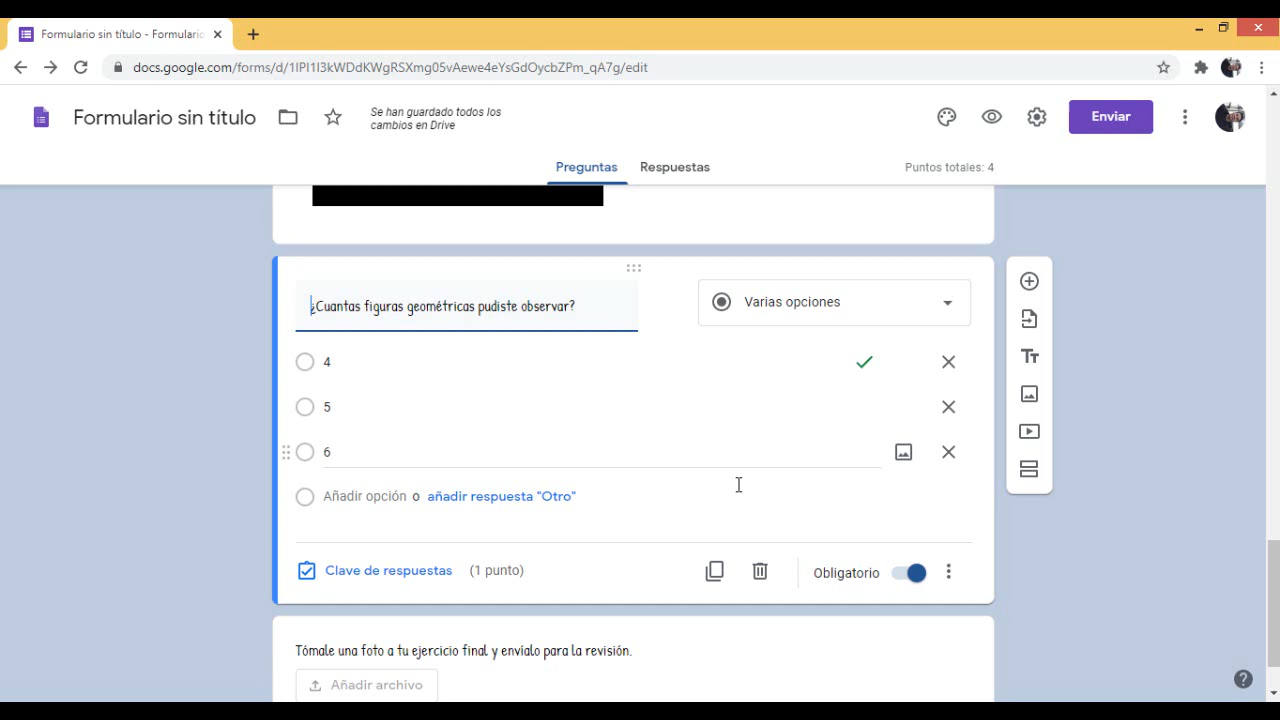 Formulario sin título - Formulario
docs.google.com/forms/d/1IPI1I3kWDdKWgRSXmg05vAewe4eYsGdOycbZPm_qA7g/edit
Formulario sin título
Se han guardado todos los
cambios en Drive
Enviar
Preguntas
Respuestas
Puntos totales: 4
¿Cuantas figuras geométricas pudiste observar?
Varias opciones
4
5
6
Añadir opción o añadir respuesta "Otro"
Clave de respuestas (1 punto)
Obligatorio
Tómale una foto a tu ejercicio final y envíalo para la revisión.
Añadir archivo